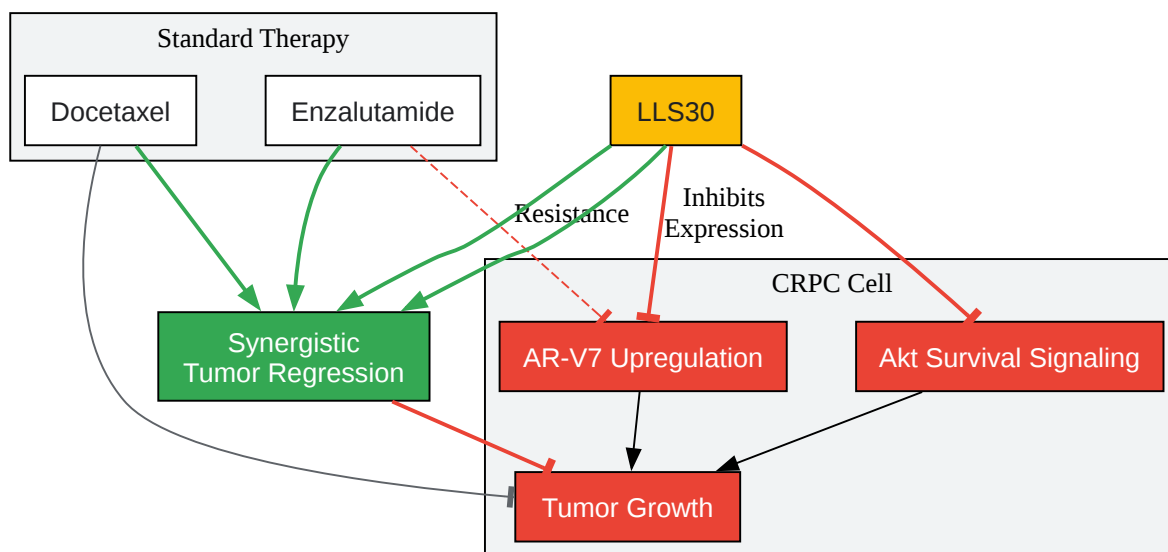 Standard Therapy
Docetaxel
Enzalutamide
LLS30
Resistance
Inhibits
Expression
CRPC Cell
Synergistic
Tumor Regression
AR-V7 Upregulation
Akt Survival Signaling
Tumor Growth